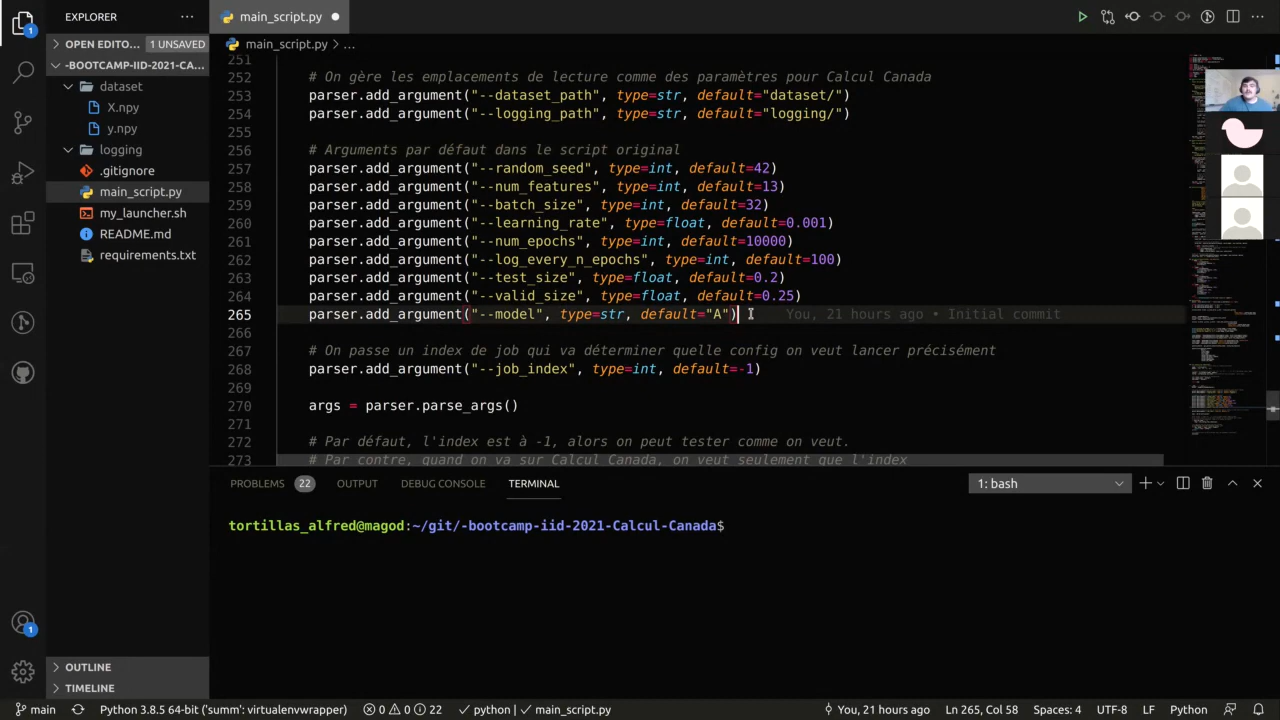 EXPLORER
main_script.py
OPEN EDITO... 1 UNSAVED
-BOOTCAMP-IID-2021-CA...
dataset
X.npy
y.npy
logging
.gitignore
main_script.py
my_launcher.sh
README.md
requirements.txt
OUTLINE
TIMELINE
main_script.py > ...
251
252 # On gère les emplacements de lecture comme des paramètres pour Calcul Canada
253 parser.add_argument("--dataset_path", type=str, default="dataset/")
254 parser.add_argument("--logging_path", type=str, default="logging/")
255
256 # Arguments par défaut dans le script original
257 parser.add_argument("--random_seed", type=int, default=42)
258 parser.add_argument("--num_features", type=int, default=13)
259 parser.add_argument("--batch_size", type=int, default=32)
260 parser.add_argument("--learning_rate", type=float, default=0.001)
261 parser.add_argument("--num_epochs", type=int, default=10000)
262 parser.add_argument( _every_n_epochs", type=int, default=100)
263 parser.add_argument("--test_size", type=float, default=0.2)
264 parser.add_argument("--valid_size", type=float, default=0.25)
265 parser.add_argument("--model", type=str, default="A") You, 21 hours ago • Initial commit
266
267 # On passe un index de job qui va déterminer quelle config on veut lancer présentement
268 parser.add_argument("--job_index", type=int, default=-1)
269
270 args = parser.parse_args()
271
272 # Par défaut, l'index est à -1, alors on peut tester comme on veut.
273 # Par contre, quand on va sur Calcul Canada, on veut seulement que l'index
PROBLEMS 22 OUTPUT DEBUG CONSOLE TERMINAL 1: bash
tortillas_alfred@magod:~/git/-bootcamp-iid-2021-Calcul-Canada$
1
1
main Python 3.8.5 64-bit ('summ': virtualenvwrapper) 0 0 22 python | main_script.py You, 21 hours ago Ln 265, Col 58 Spaces: 4 UTF-8 LF Python